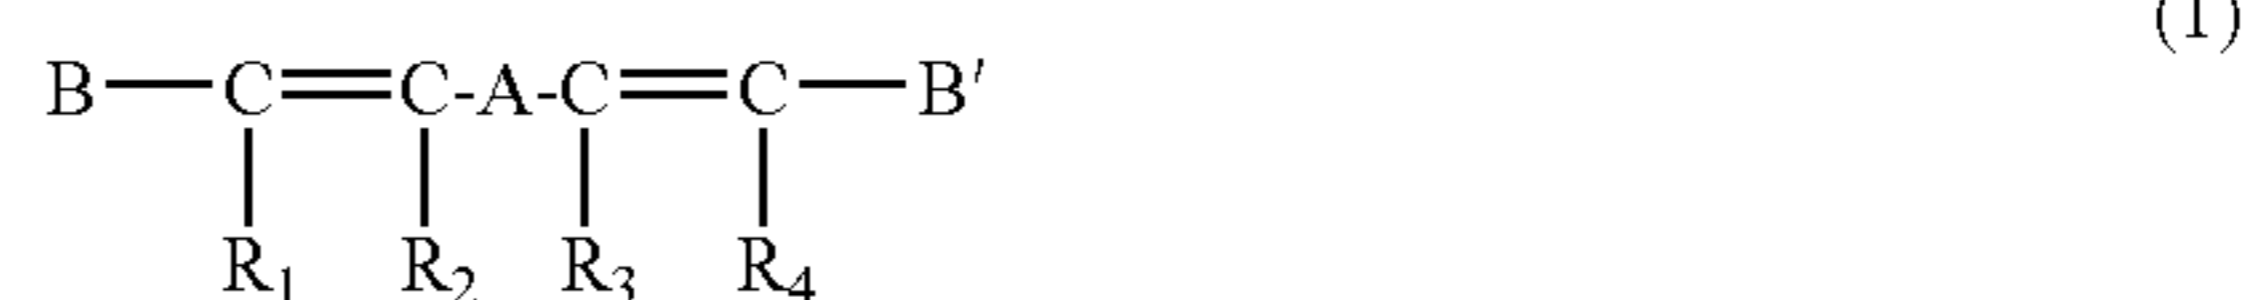 (1)
B—C=C-A-C=C—B′
R₁ R₂ R₃ R₄